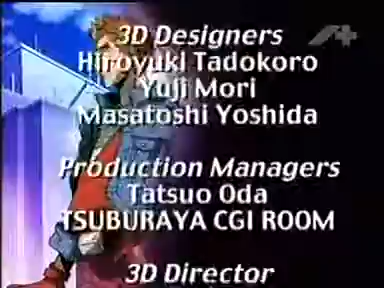 3D Designers
Hiroyuki Tadokoro
Yuji Mori
Masatoshi Yoshida
Production Managers
Tatsuo Oda
TSUBURAYA CGI ROOM
3D Director